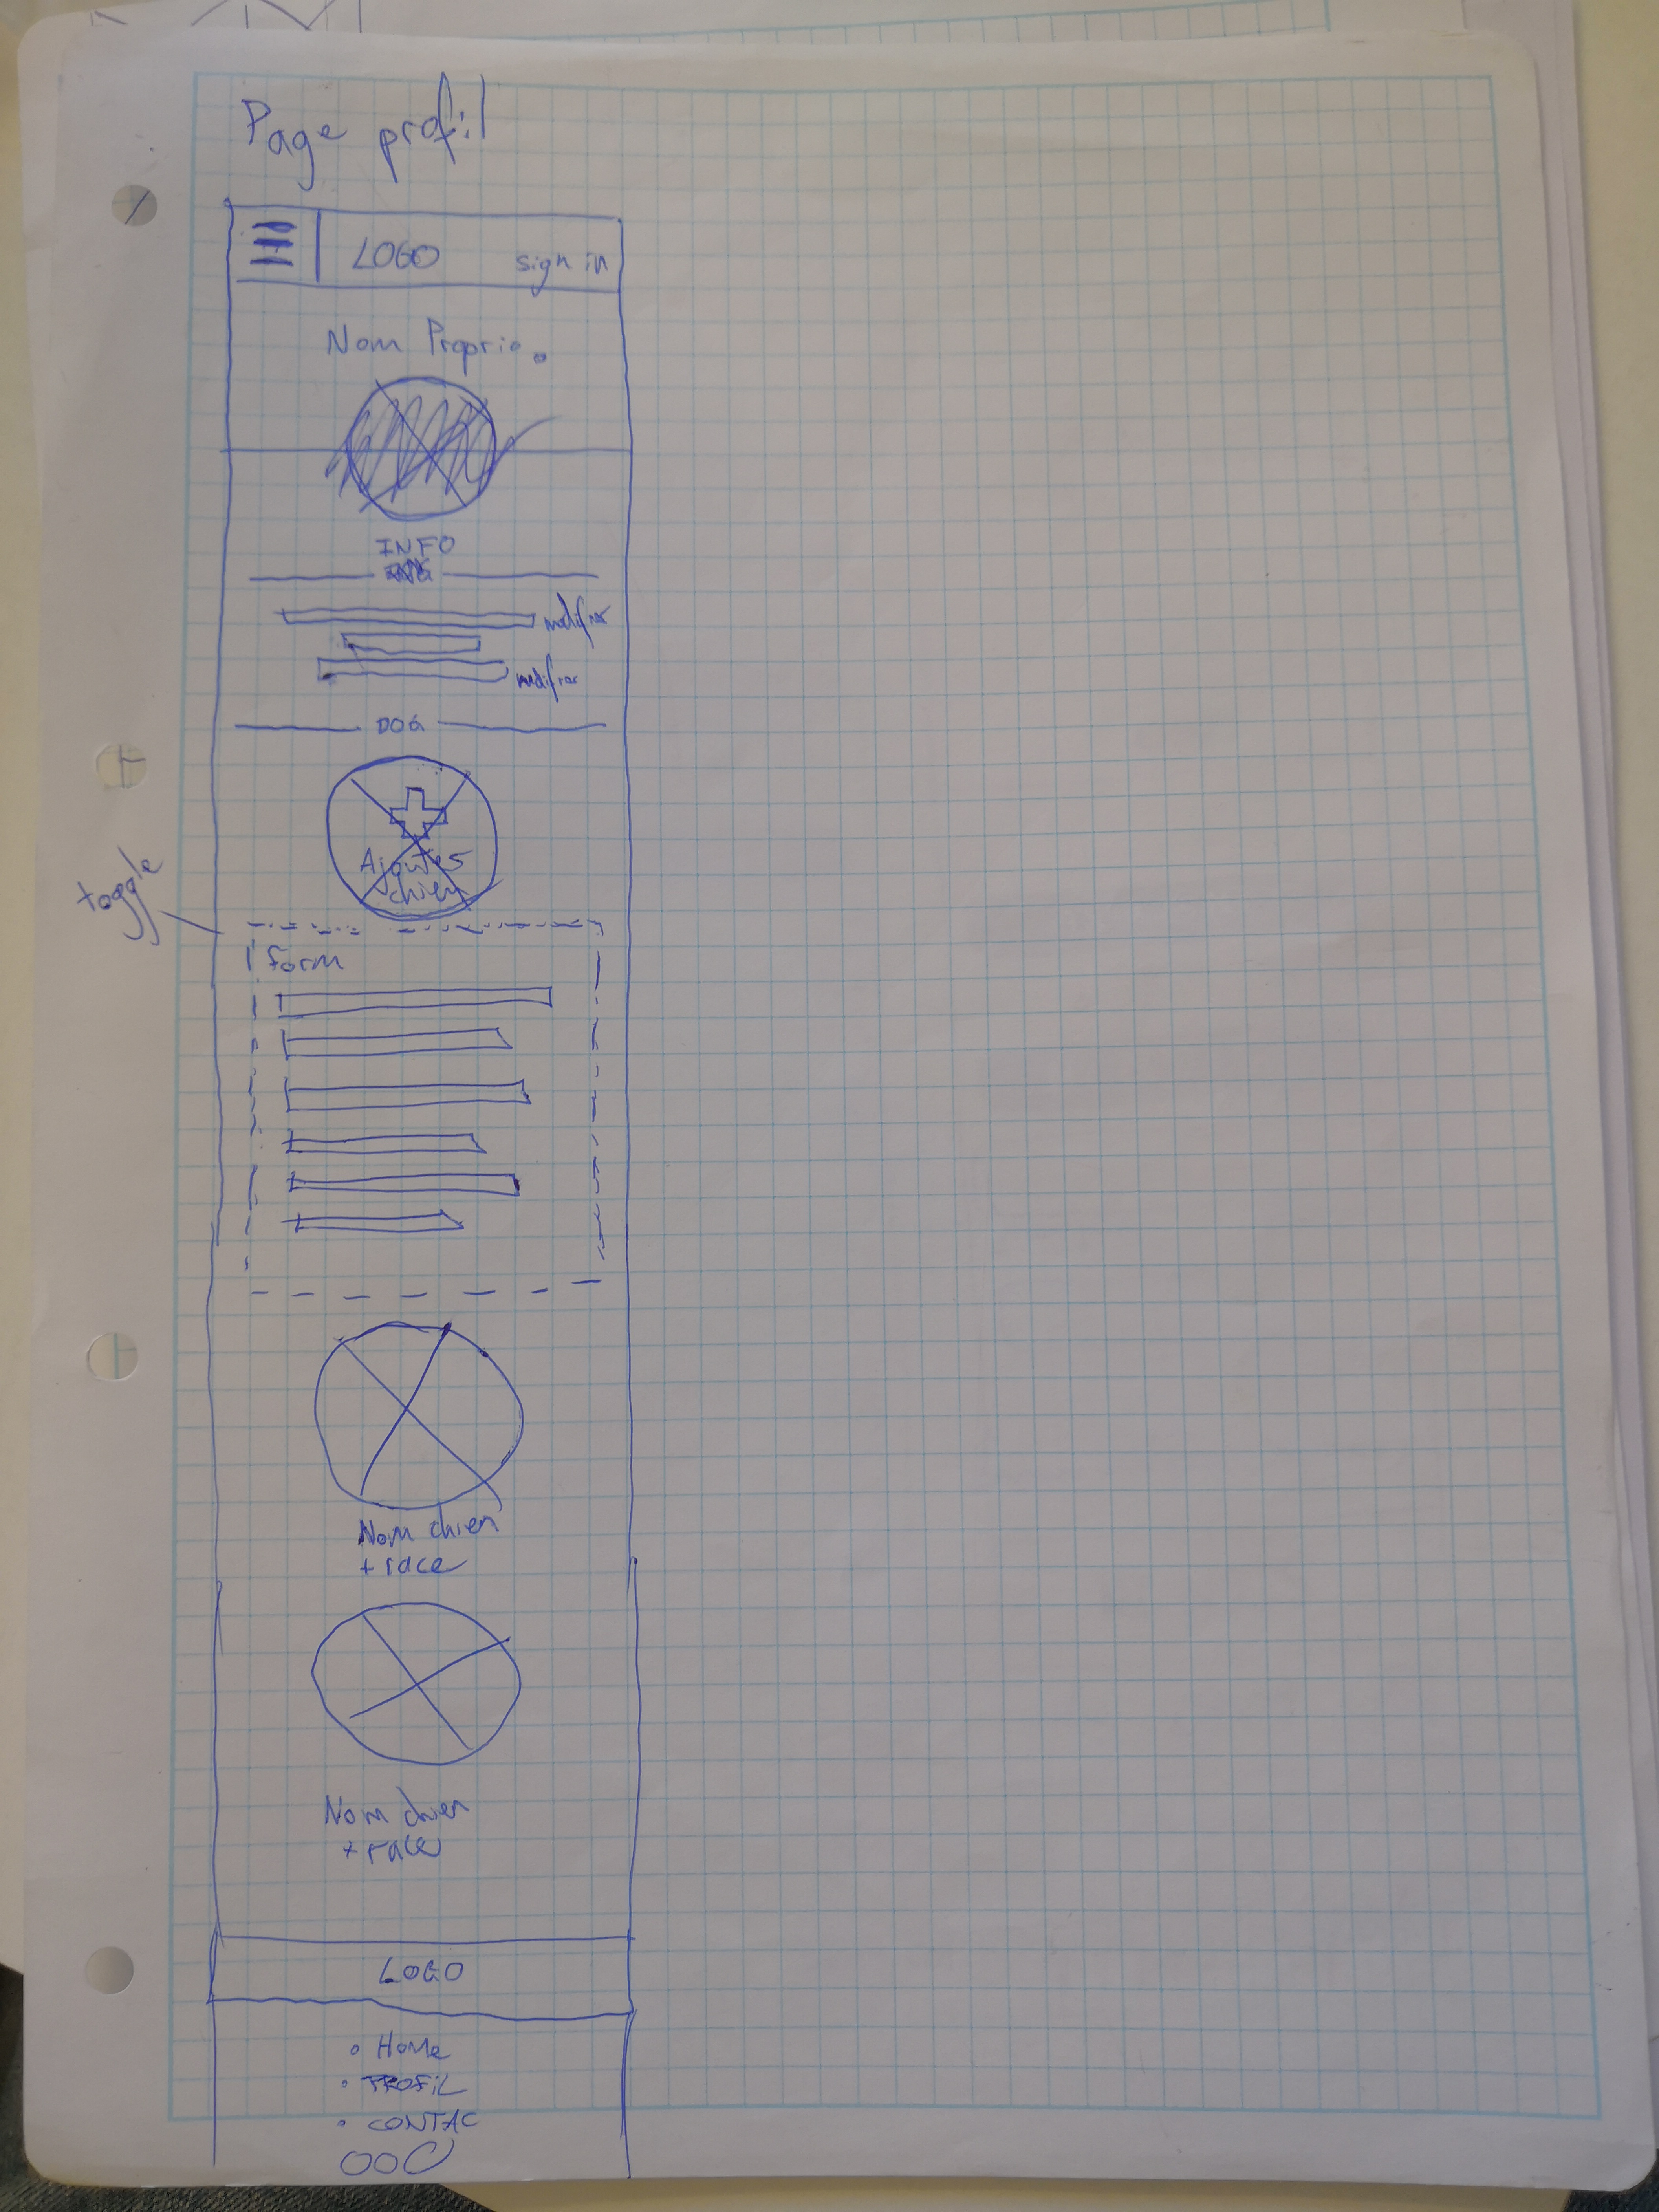 Page profil
LOGO sign in
Nom Proprio.
INFO
modifier
modifier
DOG
Ajouter
chien
toggle
form
Nom chien
+ race
Nom chien
+ race
LOGO
• Home
• PROFIL
• CONTAC